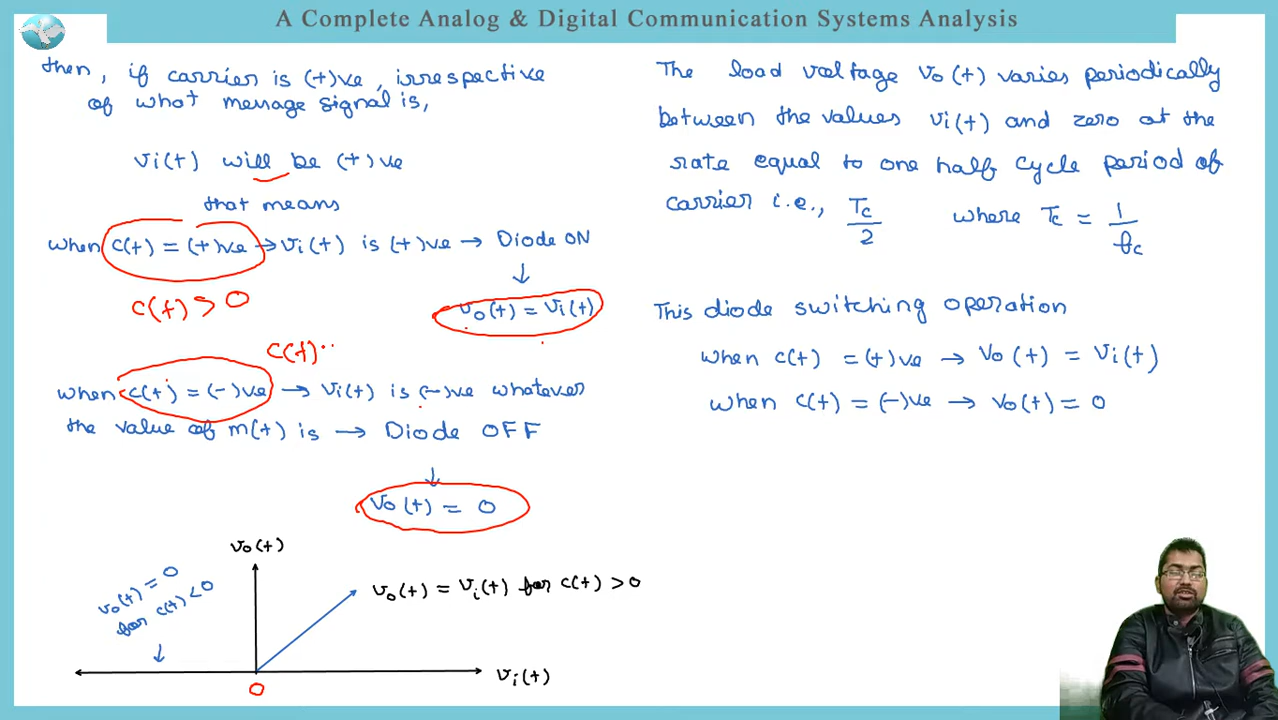 A Complete Analog & Digital Communication Systems Analysis
then, if carrier is (+)ve, irrespective
of what message signal is,
vi(t) will be (+)ve
that means
when c(t) = (+)ve → vi(t) is (+)ve → Diode ON
↓
c(t) > 0
vo(t) = vi(t)
c(t)
when c(t) = (-)ve → vi(t) is (-)ve whatever
the value of m(t) is → Diode OFF
↓
vo(t) = 0
vo(t)
vo(t) = 0
for c(t) < 0
↓
vo(t) = vi(t) for c(t) > 0
vi(t)
0
The load voltage vo(t) varies periodically
between the values vi(t) and zero at the
rate equal to one half cycle period of
carrier i.e., Tc/2 where Tc = 1/fc
This diode switching operation
when c(t) = (+)ve → vo(t) = vi(t)
when c(t) = (-)ve → vo(t) = 0